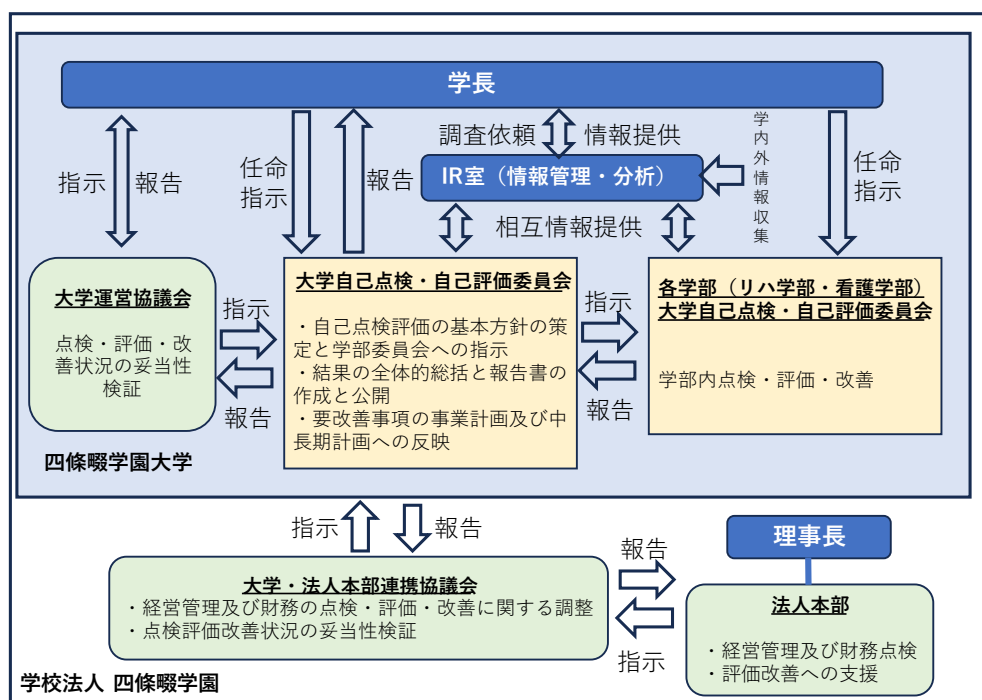 学長
調査依頼
情報提供
学内外情報収集
指示
報告
任命
指示
報告
IR室（情報管理・分析）
任命
指示
相互情報提供
大学運営協議会
点検・評価・改
善状況の妥当性
検証
指示
報告
大学自己点検・自己評価委員会
・自己点検評価の基本方針の策
定と学部委員会への指示
・結果の全体的総括と報告書の
作成と公開
・要改善事項の事業計画及び中
長期計画への反映
指示
報告
各学部（リハ学部・看護学部）
大学自己点検・自己評価委員会
学部内点検・評価・改善
四條畷学園大学
指示
報告
大学・法人本部連携協議会
・経営管理及び財務の点検・評価・改善に関する調整
・点検評価改善状況の妥当性検証
報告
指示
理事長
法人本部
・経営管理及び財務点検
・評価改善への支援
学校法人 四條畷学園